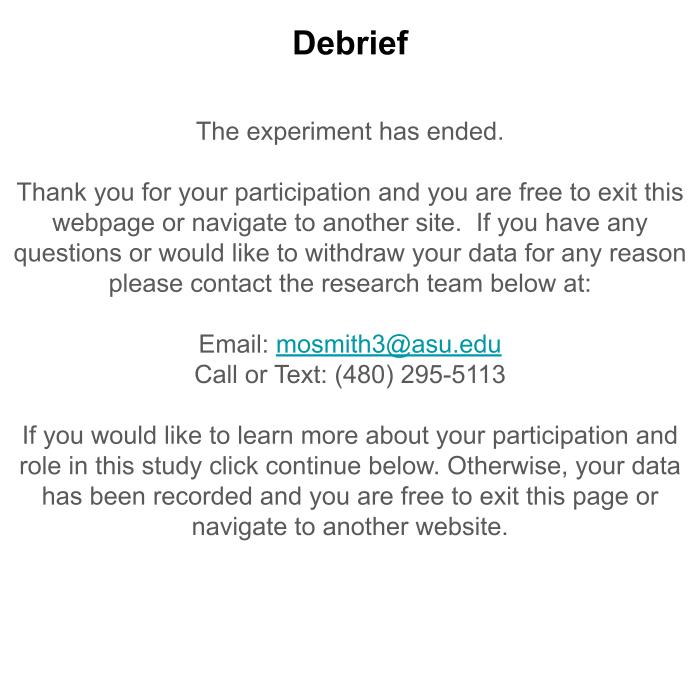 Debrief
The experiment has ended.
Thank you for your participation and you are free to exit this
webpage or navigate to another site.  If you have any
questions or would like to withdraw your data for any reason
please contact the research team below at:
Email: mosmith3@asu.edu
Call or Text: (480) 295-5113
If you would like to learn more about your participation and
role in this study click continue below. Otherwise, your data
has been recorded and you are free to exit this page or
navigate to another website.